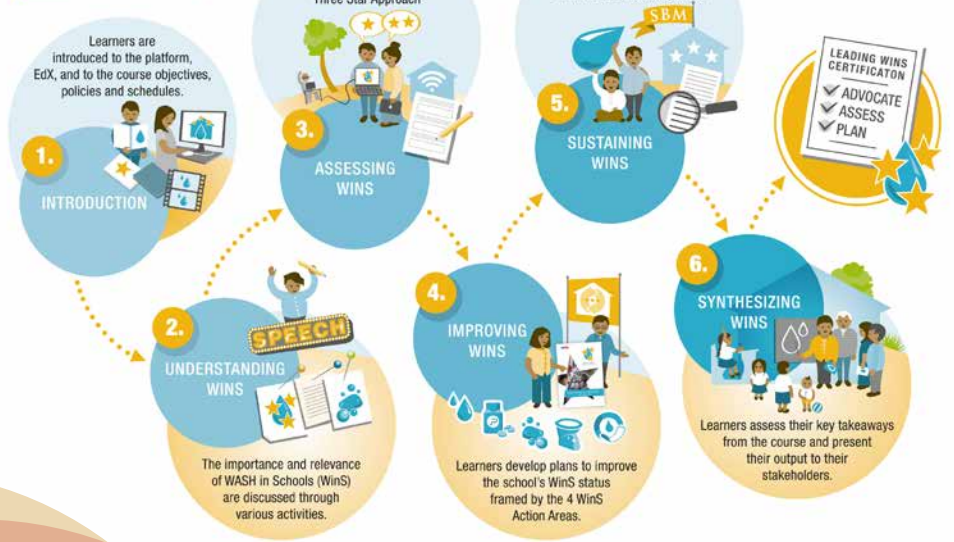 Learners are
introduced to the platform,
EdX, and to the course objectives,
policies and schedules.
1.
INTRODUCTION
2.
SPEECH
UNDERSTANDING
WINS
The importance and relevance
of WASH in Schools (WinS)
are discussed through
various activities.
Three Star Approach
3.
ASSESSING
WINS
4.
IMPROVING
WINS
Learners develop plans to improve
the school's WinS status
framed by the 4 WinS
Action Areas.
SBM
5.
SUSTAINING
WINS
6.
SYNTHESIZING
WINS
Learners assess their key takeaways
from the course and present
their output to their
stakeholders.
LEADING WINS
CERTIFICATON
ADVOCATE
ASSESS
PLAN